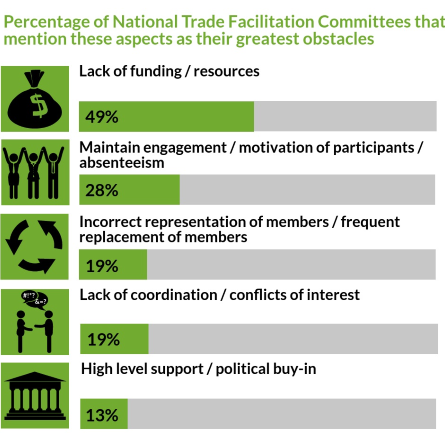 Percentage of National Trade Facilitation Committees that
mention these aspects as their greatest obstacles
Lack of funding / resources
$
49%
Maintain engagement / motivation of participants /
absenteeism
28%
Incorrect representation of members / frequent
replacement of members
19%
Lack of coordination / conflicts of interest
19%
High level support / political buy-in
13%